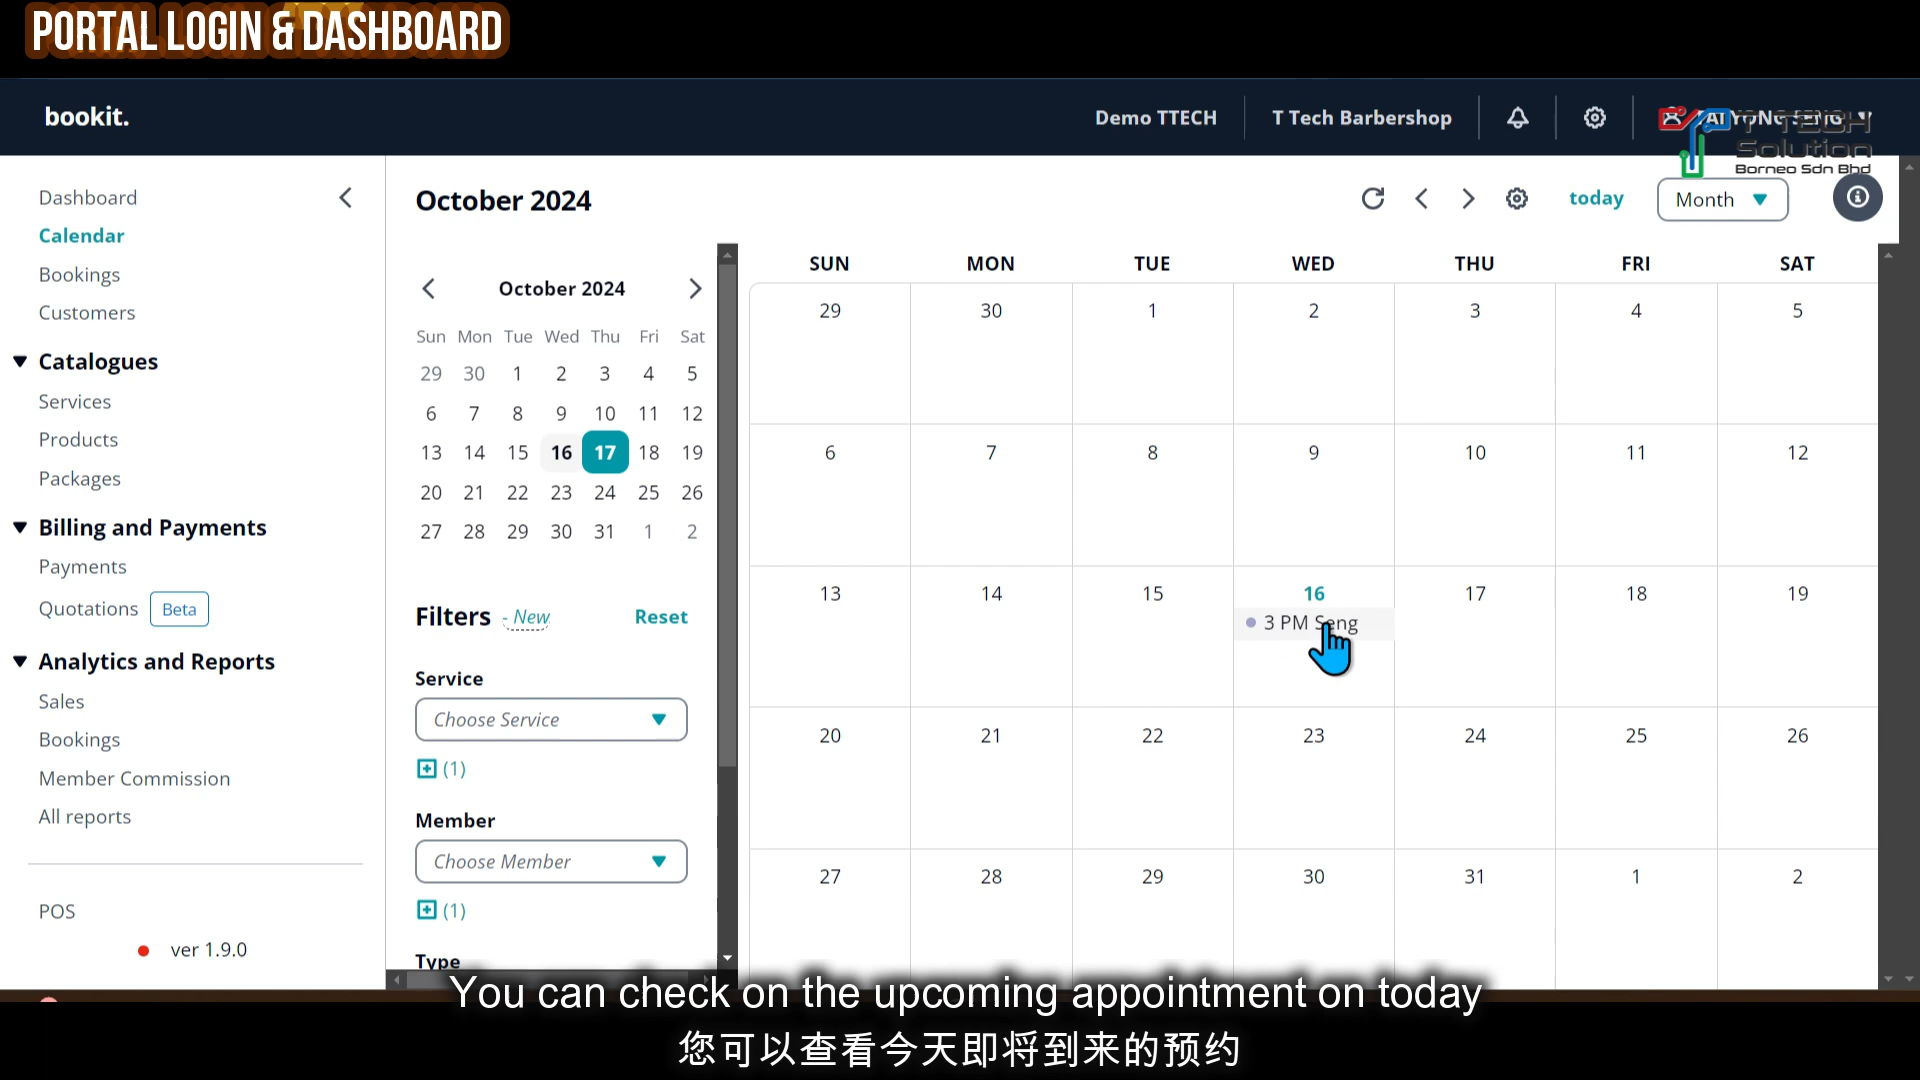 PORTAL LOGIN & DASHBOARD
bookit.
Demo TTECH
T Tech Barbershop
TAI YONG SENG
T TECH
Solution
Borneo Sdn Bhd
Dashboard
Calendar
Bookings
Customers
Catalogues
Services
Products
Packages
Billing and Payments
Payments
Quotations Beta
Analytics and Reports
Sales
Bookings
Member Commission
All reports
POS
ver 1.9.0
October 2024
today
Month
October 2024
Sun Mon Tue Wed Thu Fri Sat
29 30 1 2 3 4 5
6 7 8 9 10 11 12
13 14 15 16 17 18 19
20 21 22 23 24 25 26
27 28 29 30 31 1 2
Filters - New Reset
Service
Choose Service
(1)
Member
Choose Member
(1)
Type
SUN MON TUE WED THU FRI SAT
29 30 1 2 3 4 5
6 7 8 9 10 11 12
13 14 15 16 17 18 19
3 PM Seng
20 21 22 23 24 25 26
27 28 29 30 31 1 2
You can check on the upcoming appointment on today
您可以查看今天即将到来的预约